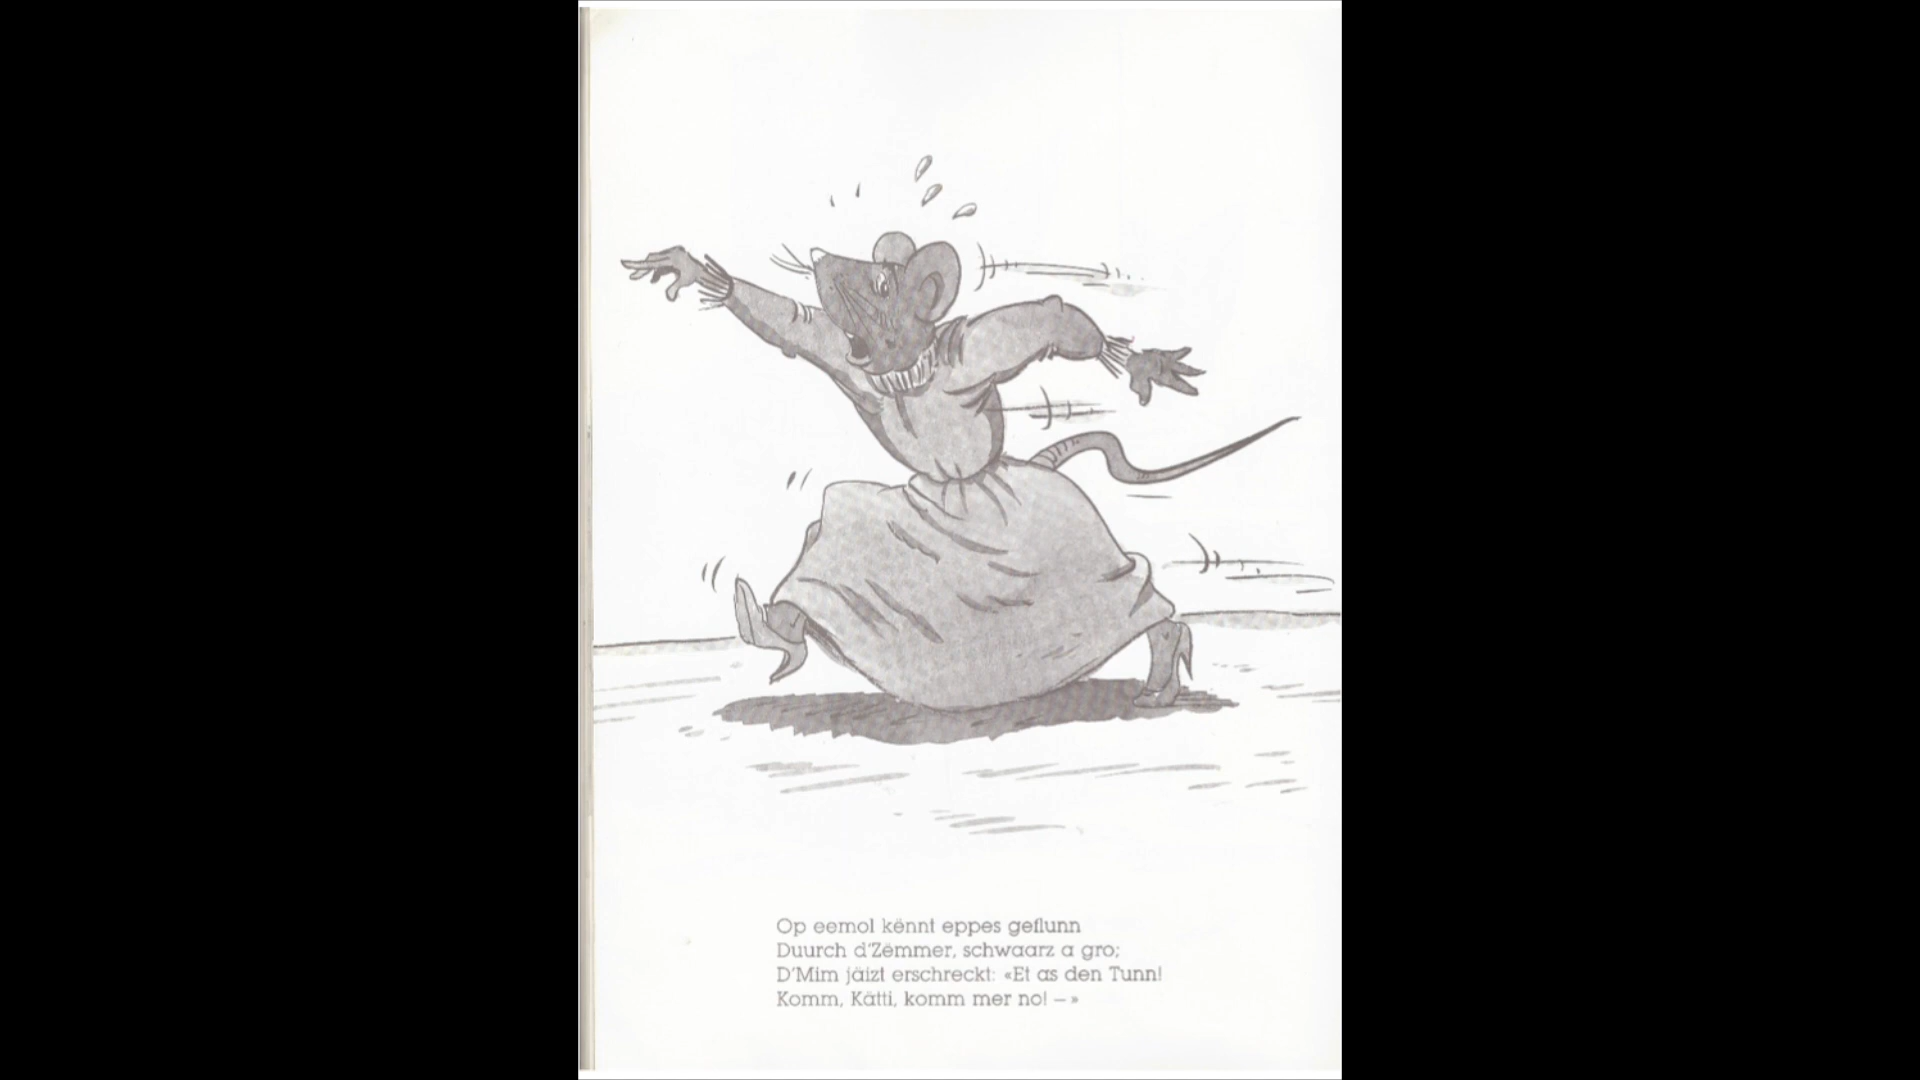 Op eemol kënnt eppes geflunn
Duurch d'Zëmmer, schwaarz a gro;
D'Mim jäizt erschreckt: «Et as den Tunn!
Komm, Kätti, komm mer no! – »